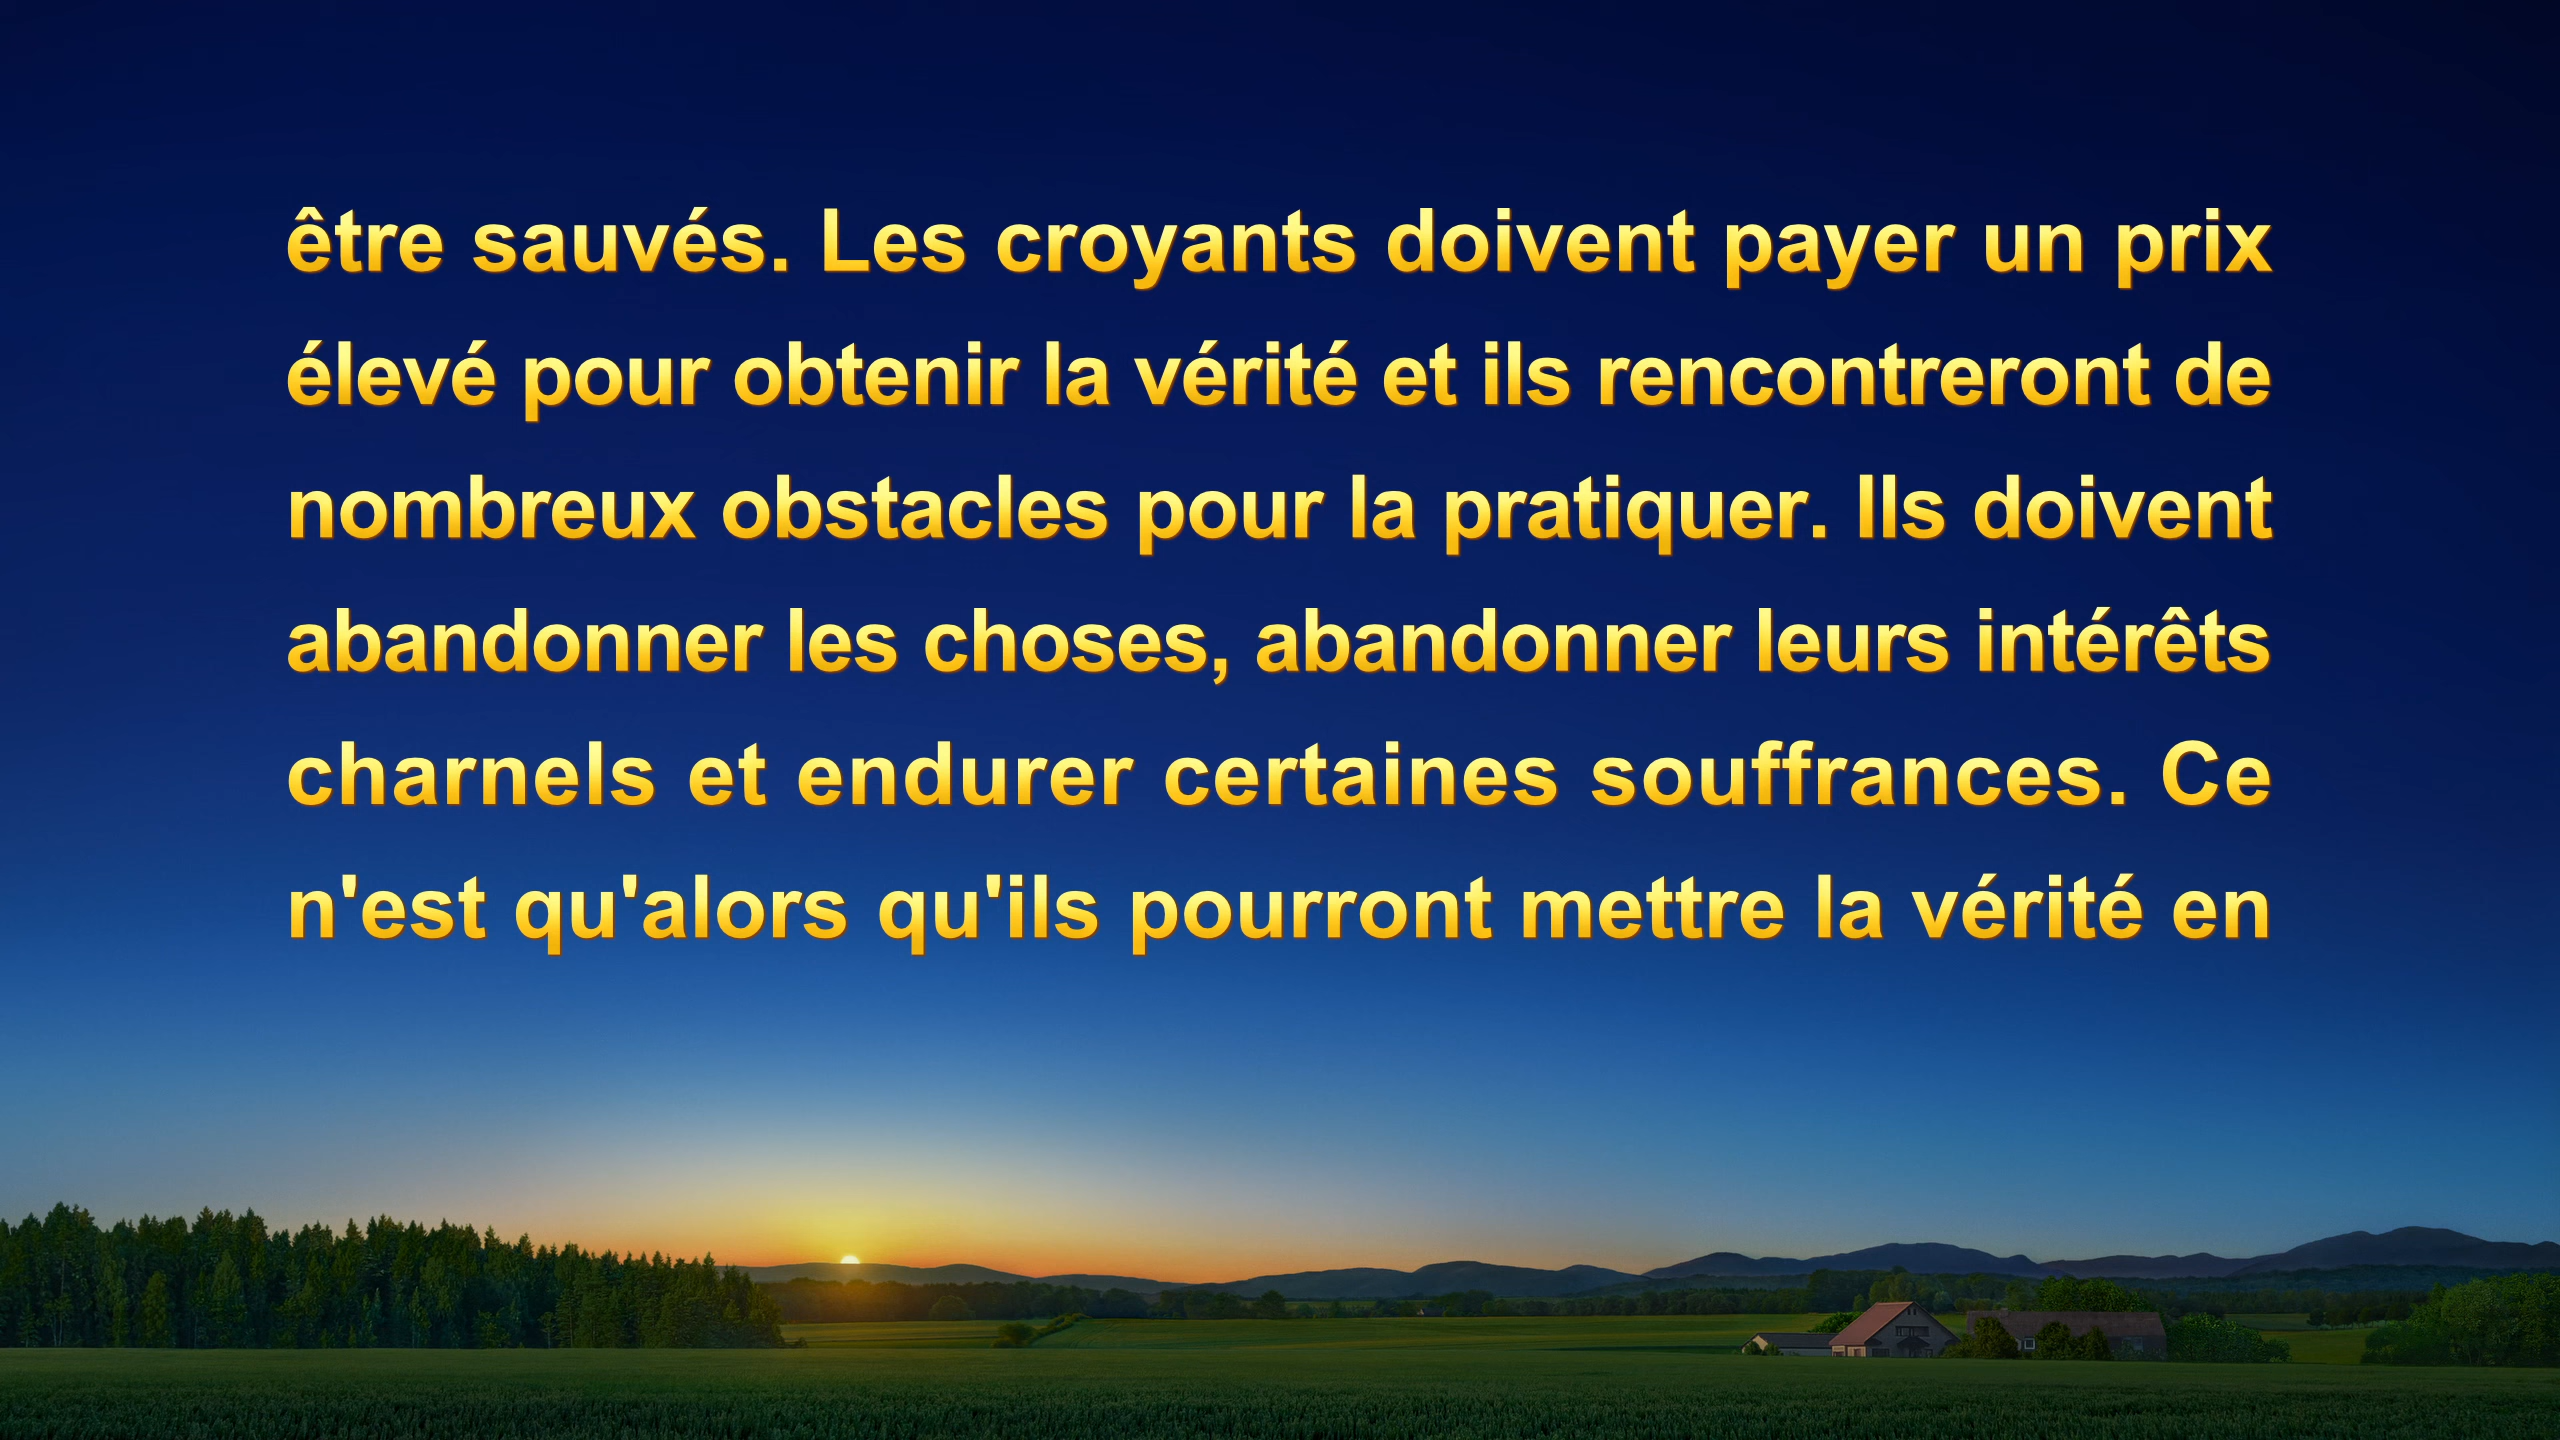 être sauvés. Les croyants doivent payer un prix
élevé pour obtenir la vérité et ils rencontreront de
nombreux obstacles pour la pratiquer. Ils doivent
abandonner les choses, abandonner leurs intérêts
charnels et endurer certaines souffrances. Ce
n'est qu'alors qu'ils pourront mettre la vérité en